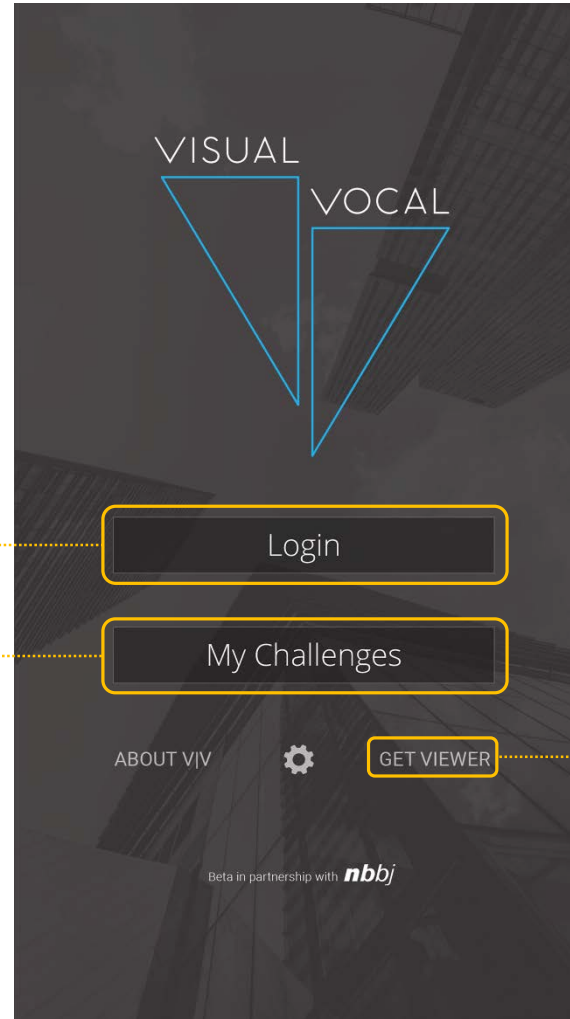 VISUAL
VOCAL
Login
My Challenges
ABOUT V|V GET VIEWER
Beta in partnership with nbbj